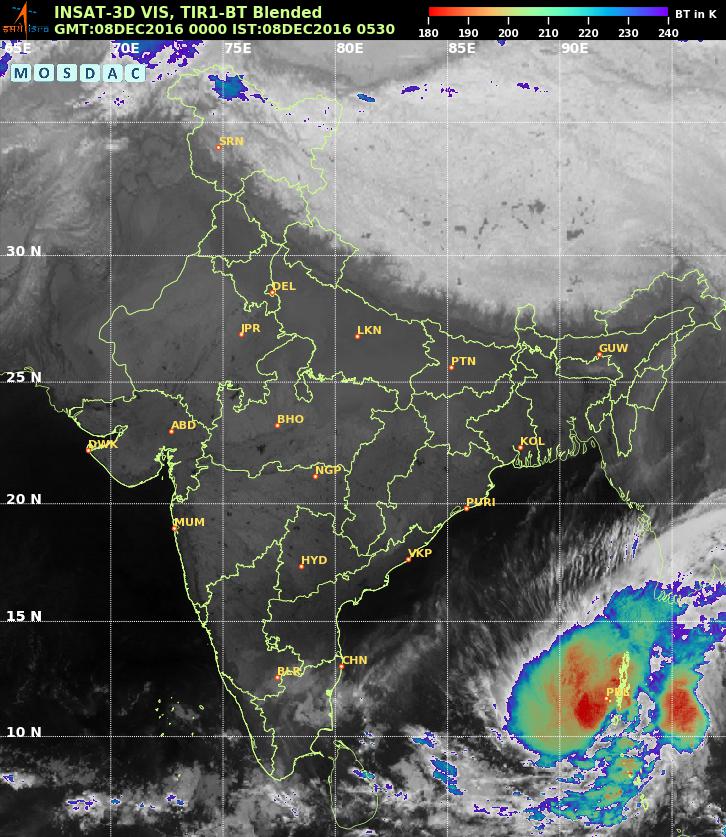 INSAT-3D VIS, TIR1-BT Blended
GMT:08DEC2016 0000 IST:08DEC2016 0530
BT in K
180 190 200 210 220 230 240
65E 70E 75E 80E 85E 90E
MOSDAC
SRN
30 N
DEL
JPR
LKN
GUW
PTN
25 N
ABD
BHO
DWK
KOL
NGP
20 N
PURI
MUM
VKP
HYD
15 N
CHN
BLR
10 N